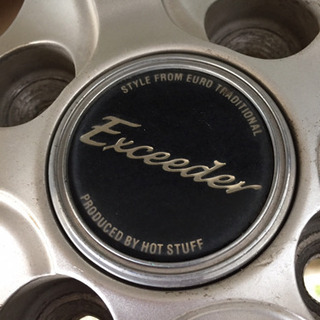 STYLE FROM EURO TRADITIONAL
Exceeder
PRODUCED BY HOT STUFF